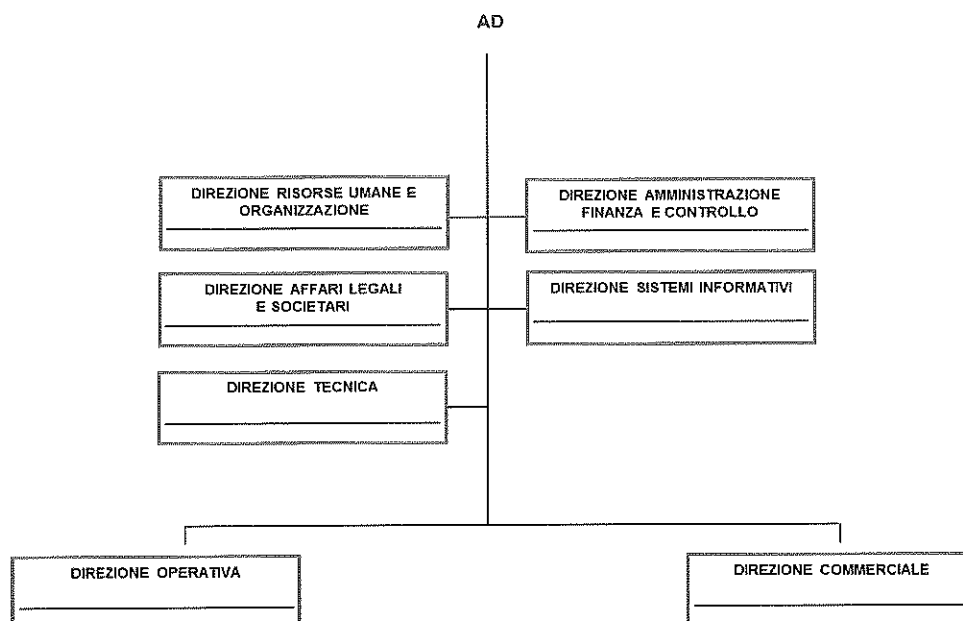 AD
DIREZIONE RISORSE UMANE E
ORGANIZZAZIONE
DIREZIONE AMMINISTRAZIONE
FINANZA E CONTROLLO
DIREZIONE AFFARI LEGALI
E SOCIETARI
DIREZIONE SISTEMI INFORMATIVI
DIREZIONE TECNICA
DIREZIONE OPERATIVA
DIREZIONE COMMERCIALE